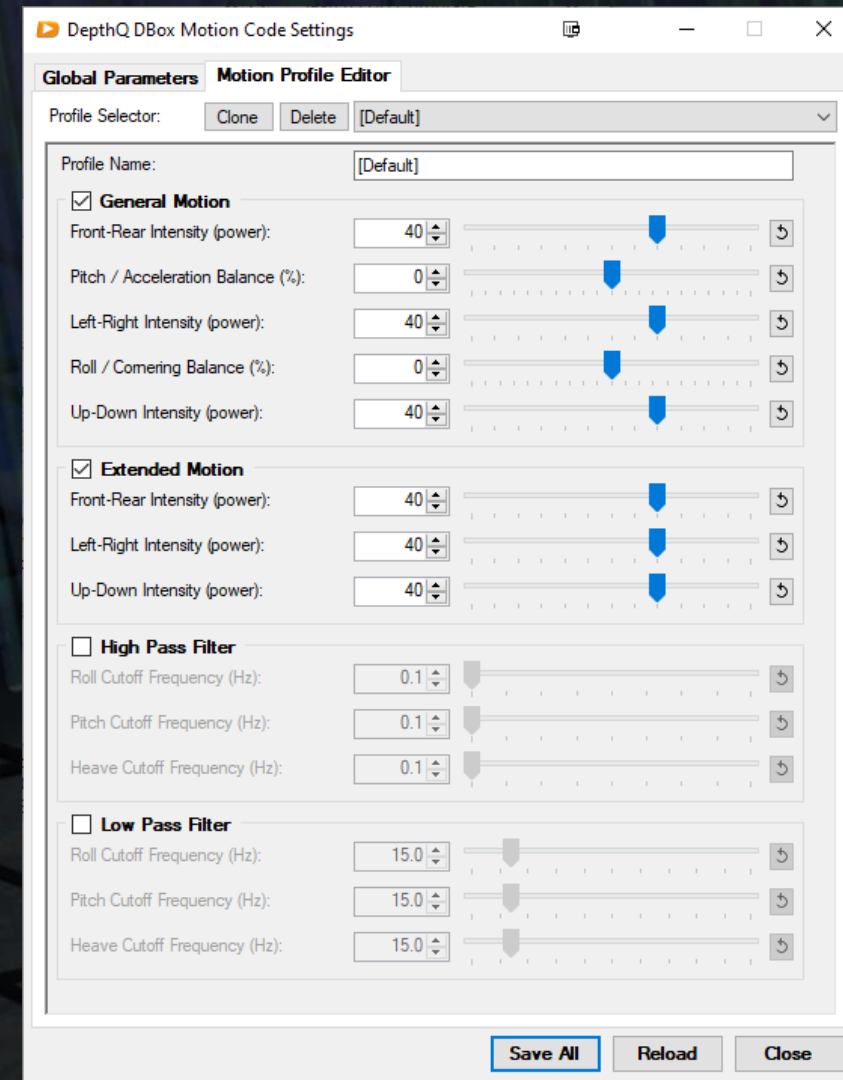 DepthQ DBox Motion Code Settings
Global Parameters Motion Profile Editor
Profile Selector: Clone Delete [Default]
Profile Name: [Default]
General Motion
Front-Rear Intensity (power): 40
Pitch / Acceleration Balance (%): 0
Left-Right Intensity (power): 40
Roll / Cornering Balance (%): 0
Up-Down Intensity (power): 40
Extended Motion
Front-Rear Intensity (power): 40
Left-Right Intensity (power): 40
Up-Down Intensity (power): 40
High Pass Filter
Roll Cutoff Frequency (Hz): 0.1
Pitch Cutoff Frequency (Hz): 0.1
Heave Cutoff Frequency (Hz): 0.1
Low Pass Filter
Roll Cutoff Frequency (Hz): 15.0
Pitch Cutoff Frequency (Hz): 15.0
Heave Cutoff Frequency (Hz): 15.0
Save All Reload Close